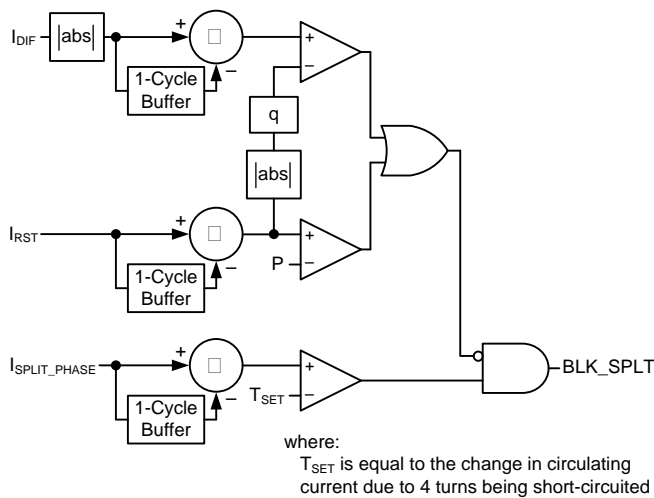 I_DIF
|abs|
+
–
1-Cycle
Buffer
+
–
q
|abs|
I_RST
+
–
1-Cycle
Buffer
+
P –
I_SPLIT_PHASE
+
–
1-Cycle
Buffer
+
T_SET –
BLK_SPLT
where:
T_SET is equal to the change in circulating
current due to 4 turns being short-circuited